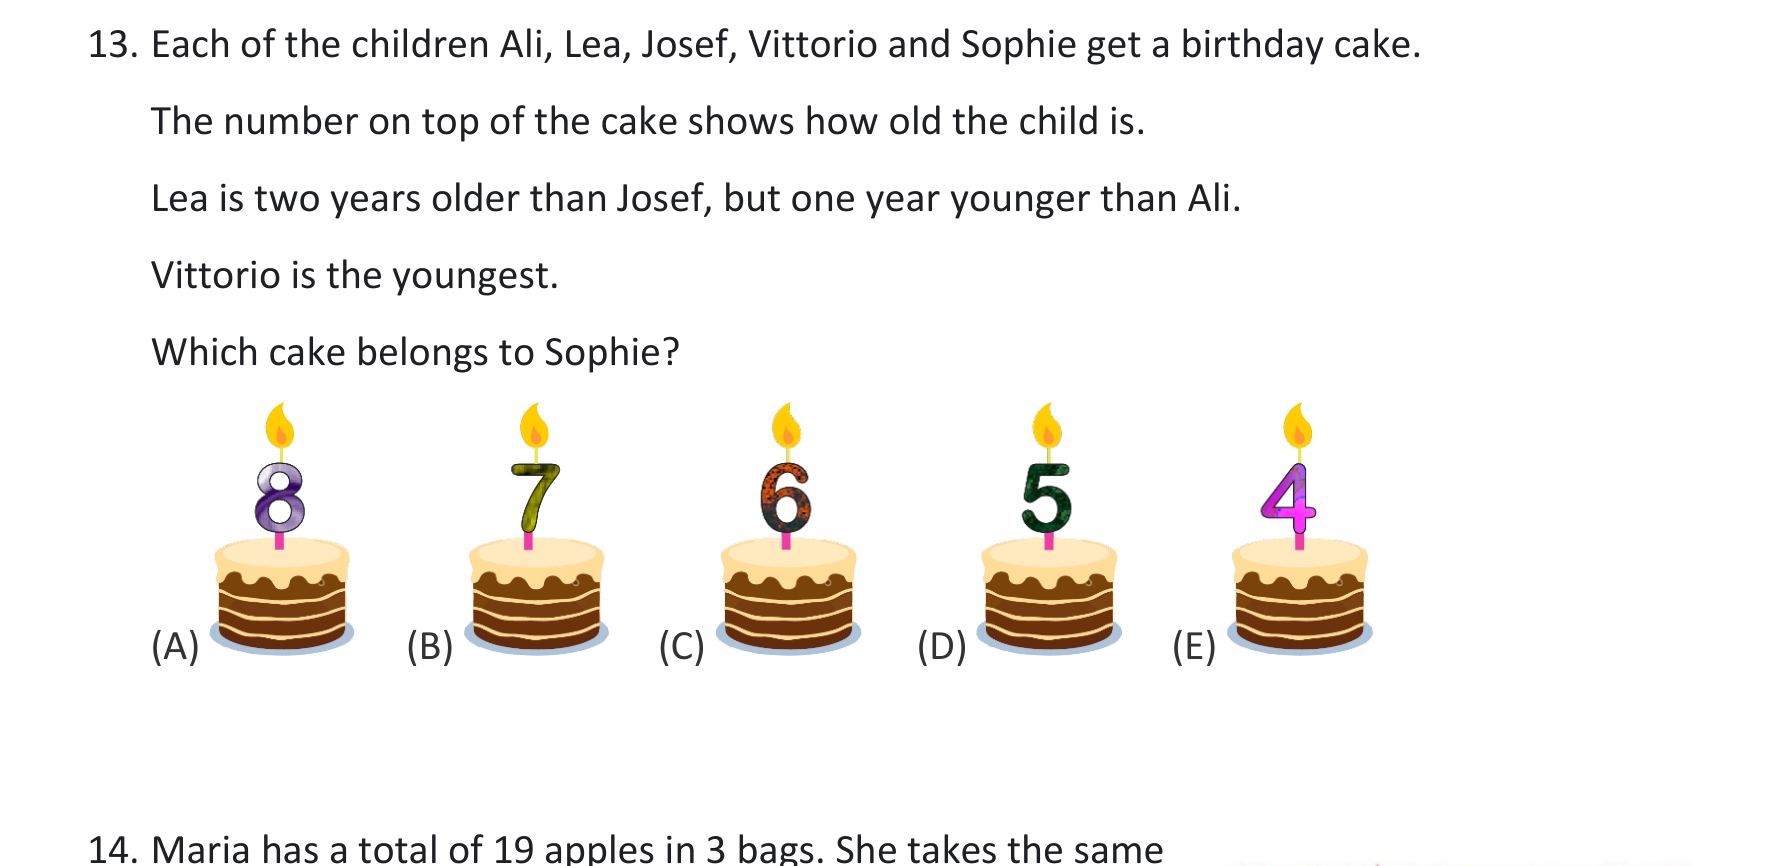 13. Each of the children Ali, Lea, Josef, Vittorio and Sophie get a birthday cake.
The number on top of the cake shows how old the child is.
Lea is two years older than Josef, but one year younger than Ali.
Vittorio is the youngest.
Which cake belongs to Sophie?
8 7 6 5 4
(A) (B) (C) (D) (E)
14. Maria has a total of 19 apples in 3 bags. She takes the same